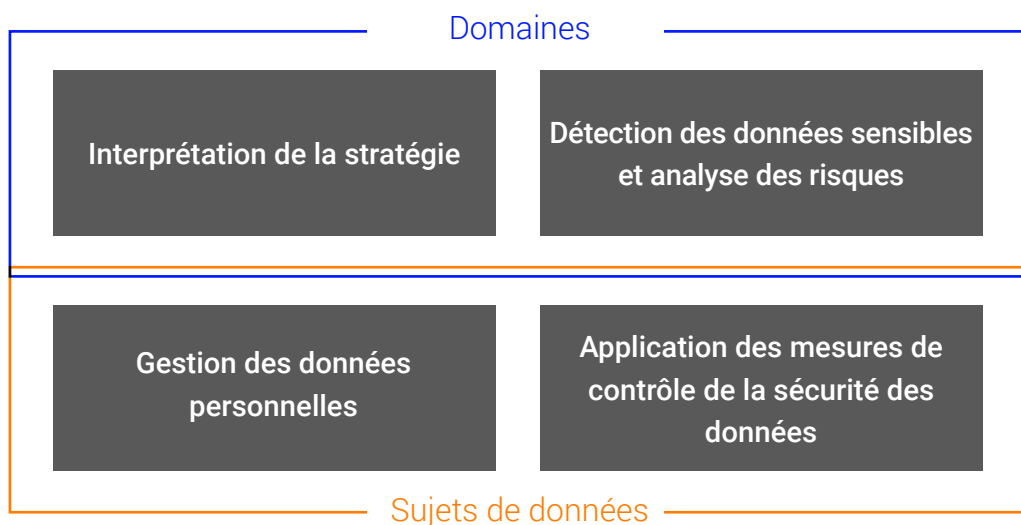 Domaines
Interprétation de la stratégie
Détection des données sensibles
et analyse des risques
Gestion des données
personnelles
Application des mesures de
contrôle de la sécurité des
données
Sujets de données